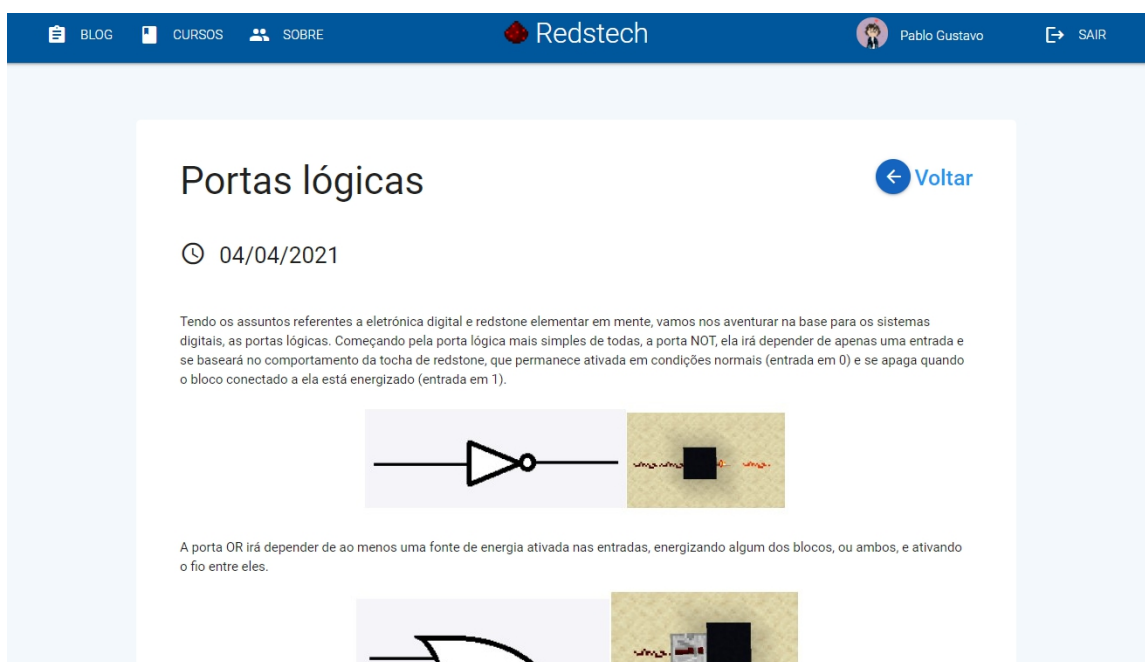 BLOG CURSOS SOBRE Redstech Pablo Gustavo SAIR
Portas lógicas Voltar
04/04/2021
Tendo os assuntos referentes a eletrónica digital e redstone elementar em mente, vamos nos aventurar na base para os sistemas
digitais, as portas lógicas. Começando pela porta lógica mais simples de todas, a porta NOT, ela irá depender de apenas uma entrada e
se baseará no comportamento da tocha de redstone, que permanece ativada em condições normais (entrada em 0) e se apaga quando
o bloco conectado a ela está energizado (entrada em 1).
A porta OR irá depender de ao menos uma fonte de energia ativada nas entradas, energizando algum dos blocos, ou ambos, e ativando
o fio entre eles.